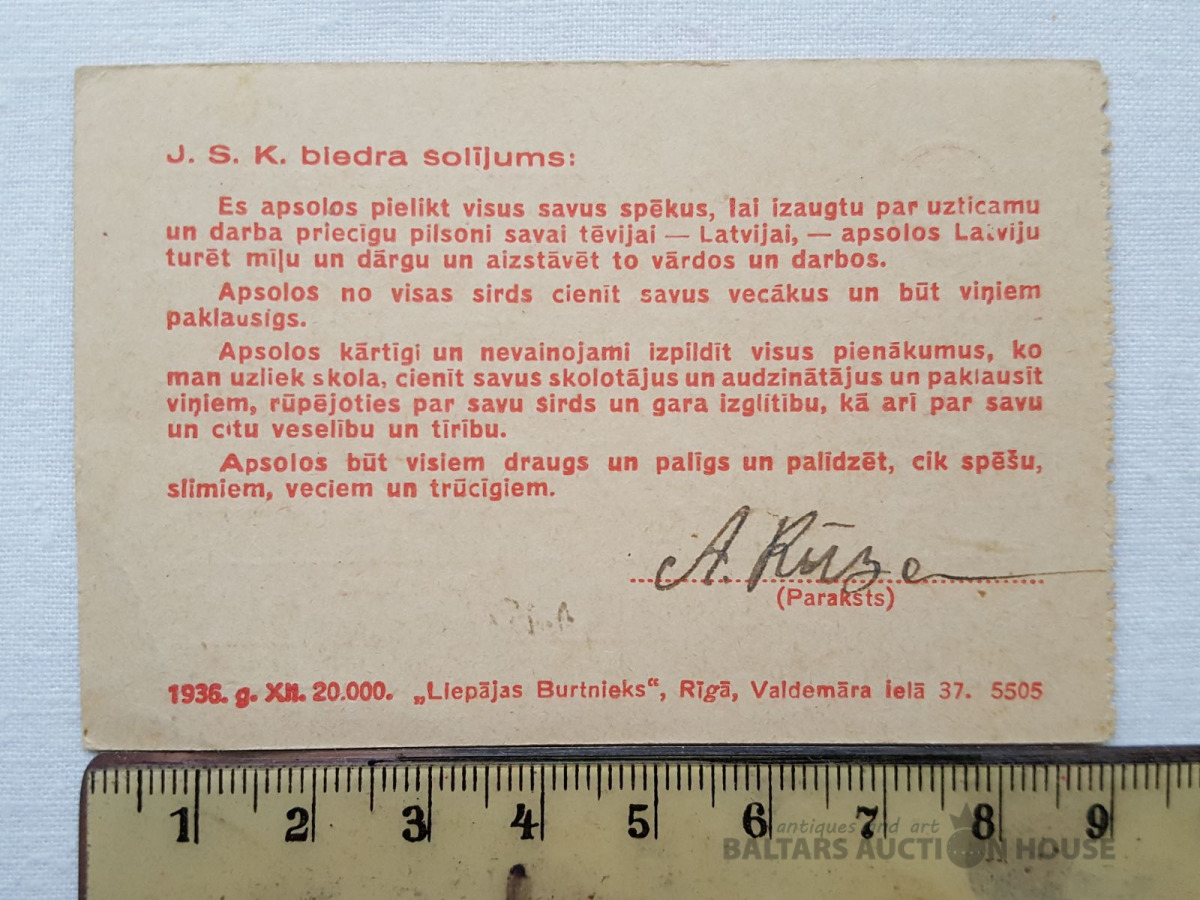 J. S. K. biedra solījums:
Es apsolos pielikt visus savus spēkus, lai izaugtu par uzticamu
un darba priecīgu pilsoni savai tēvijai — Latvijai, — apsolos Latviju
turēt mīļu un dārgu un aizstāvēt to vārdos un darbos.
Apsolos no visas sirds cienīt savus vecākus un būt viņiem
paklausīgs.
Apsolos kārtīgi un nevainojami izpildīt visus pienākumus, ko
man uzliek skola, cienīt savus skolotājus un audzinātājus un paklausīt
viņiem, rūpējoties par savu sirds un gara izglītību, kā arī par savu
un citu veselību un tīrību.
Apsolos būt visiem draugs un palīgs un palīdzēt, cik spēšu,
slimiem, veciem un trūcīgiem.
A. Rūze
(Paraksts)
1936. g. XII. 20.000. „Liepājas Burtnieks“, Rīgā, Valdemāra ielā 37. 5505
1 2 3 4 5 6 7 8 9
antiques and art
BALTARS AUCTION HOUSE